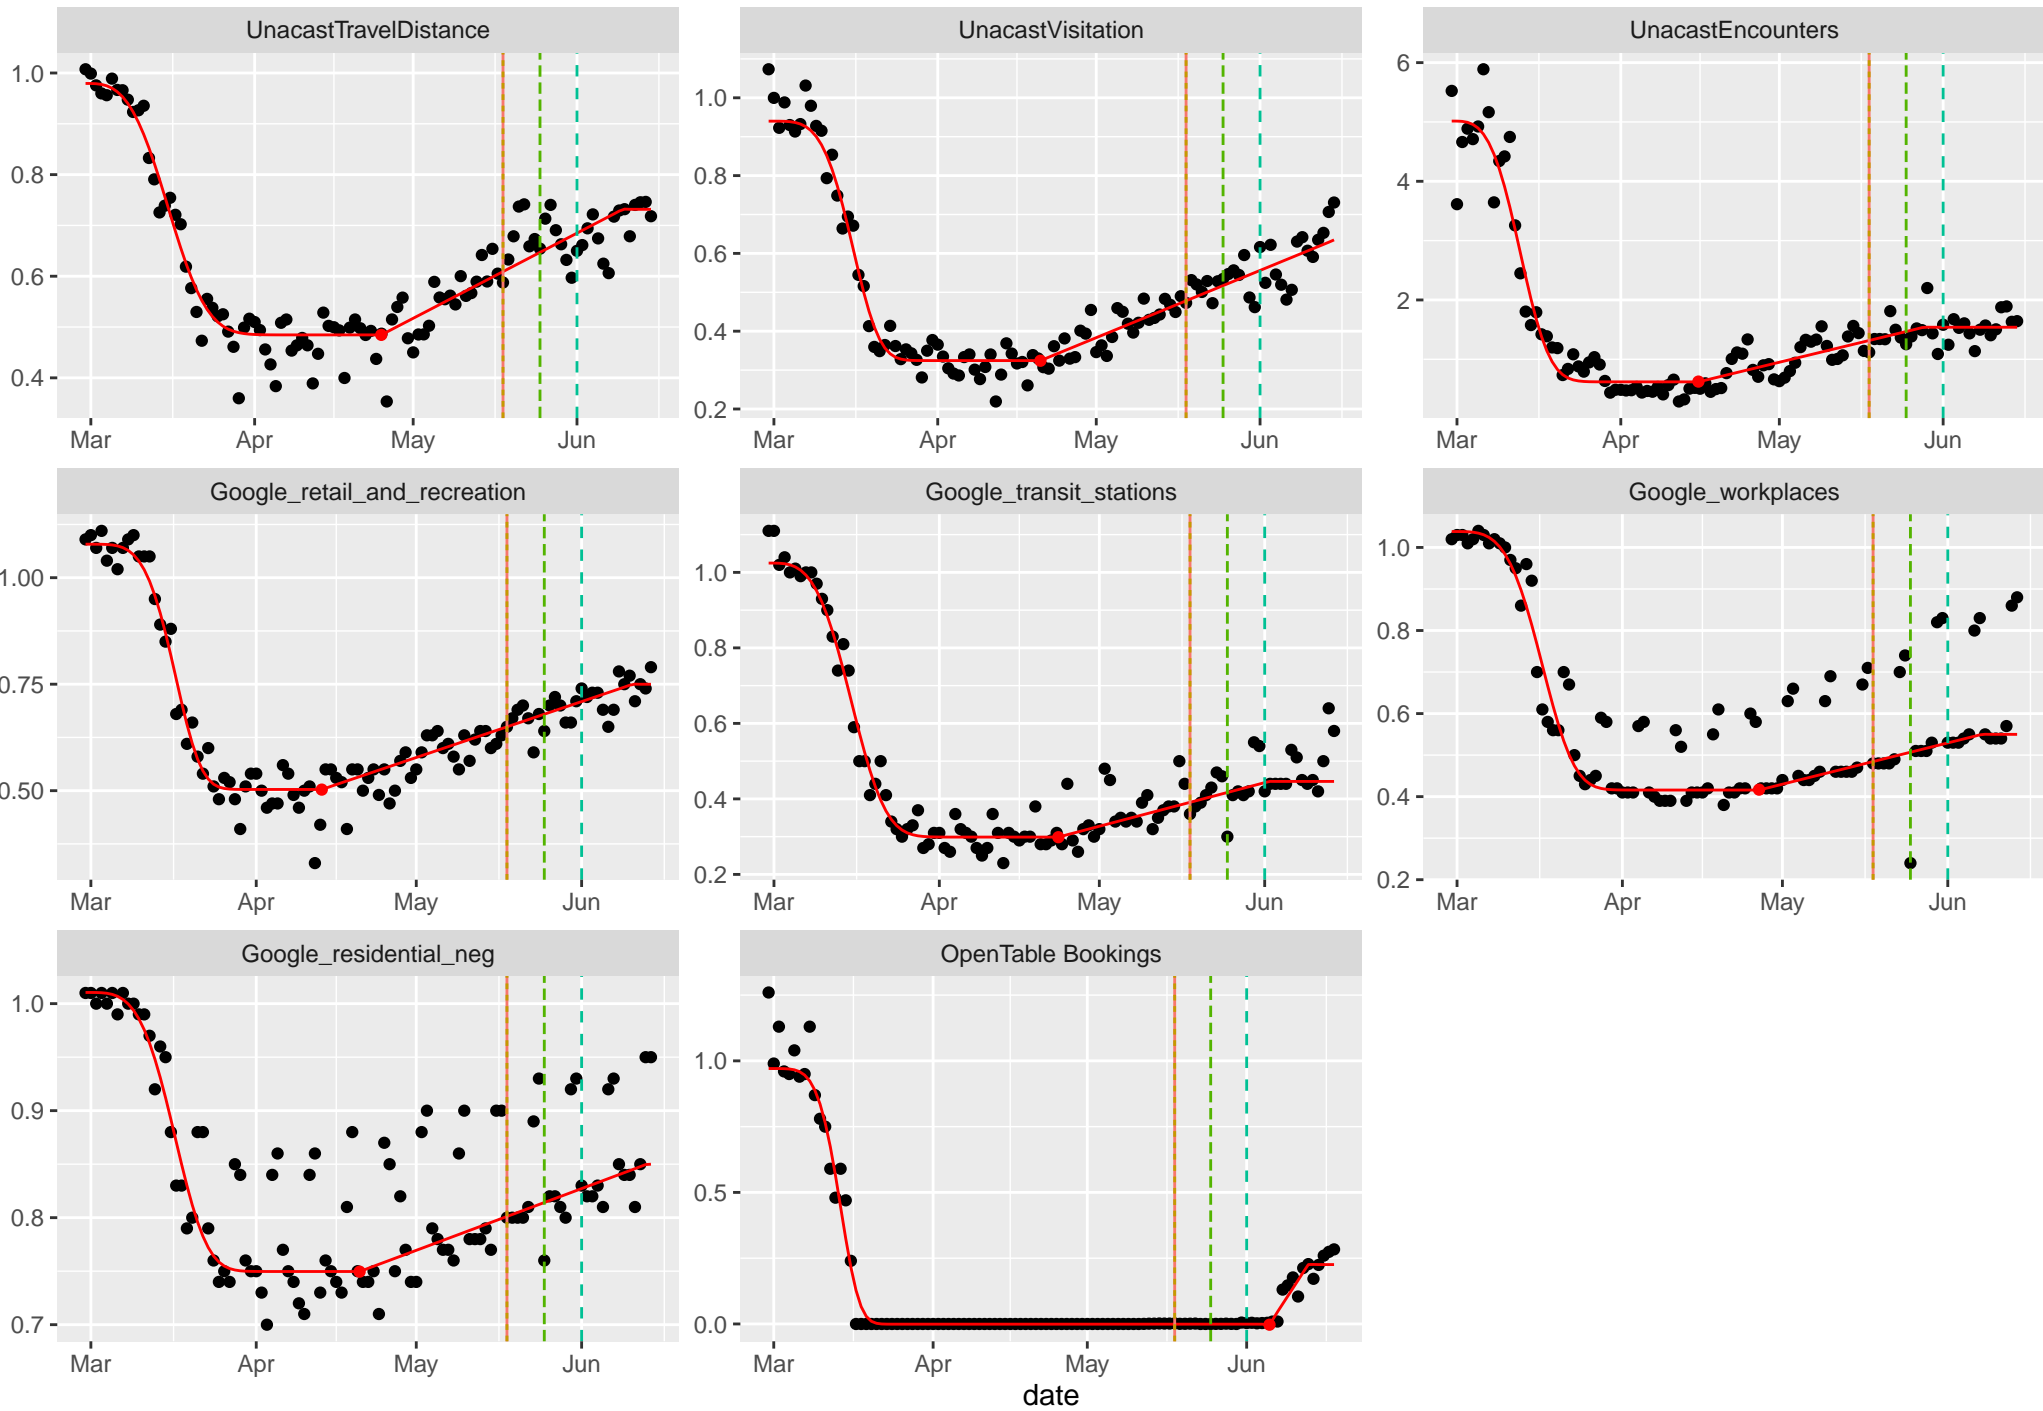 UnacastTravelDistance
UnacastVisitation
UnacastEncounters
1.0
0.8
0.6
0.4
Mar Apr May Jun
1.0
0.8
0.6
0.4
0.2
Mar Apr May Jun
6
4
2
Mar Apr May Jun
Google_retail_and_recreation
Google_transit_stations
Google_workplaces
1.00
0.75
0.50
Mar Apr May Jun
1.0
0.8
0.6
0.4
0.2
Mar Apr May Jun
1.0
0.8
0.6
0.4
0.2
Mar Apr May Jun
Google_residential_neg
OpenTable Bookings
1.0
0.9
0.8
0.7
Mar Apr May Jun
1.0
0.5
0.0
Mar Apr May Jun
date